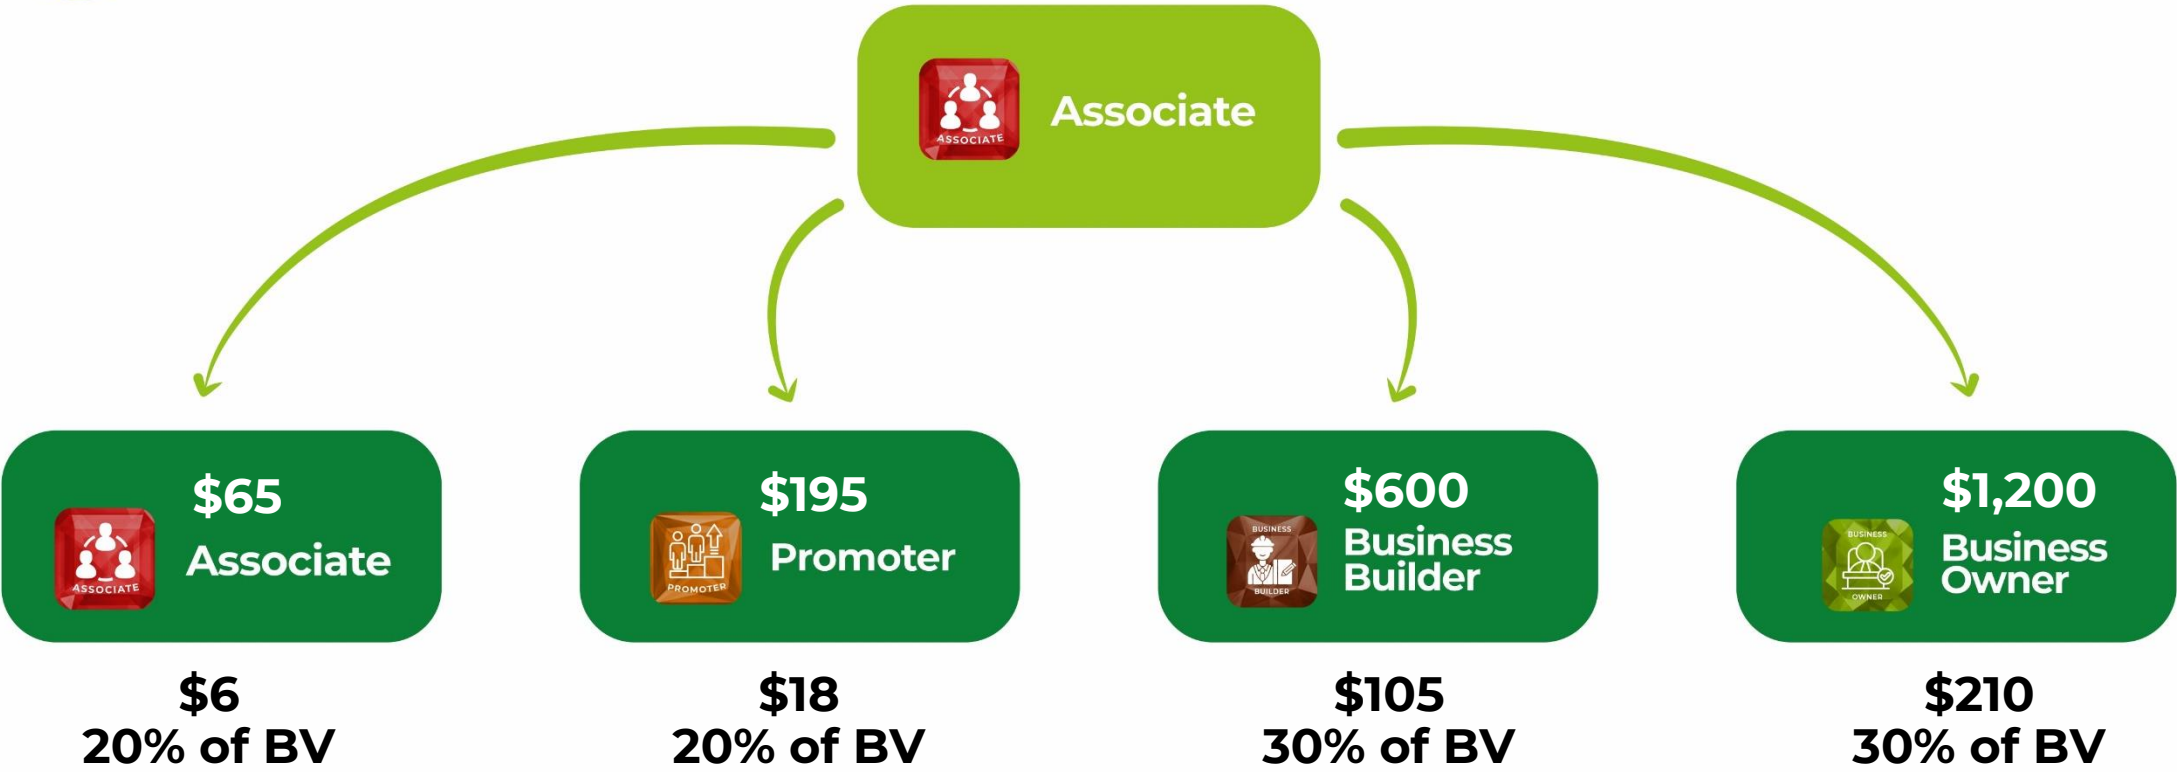 ASSOCIATE
Associate
$65
ASSOCIATE
Associate
$195
PROMOTER
Promoter
$600
BUSINESS
BUILDER
Business
Builder
$1,200
BUSINESS
OWNER
Business
Owner
$6
20% of BV
$18
20% of BV
$105
30% of BV
$210
30% of BV